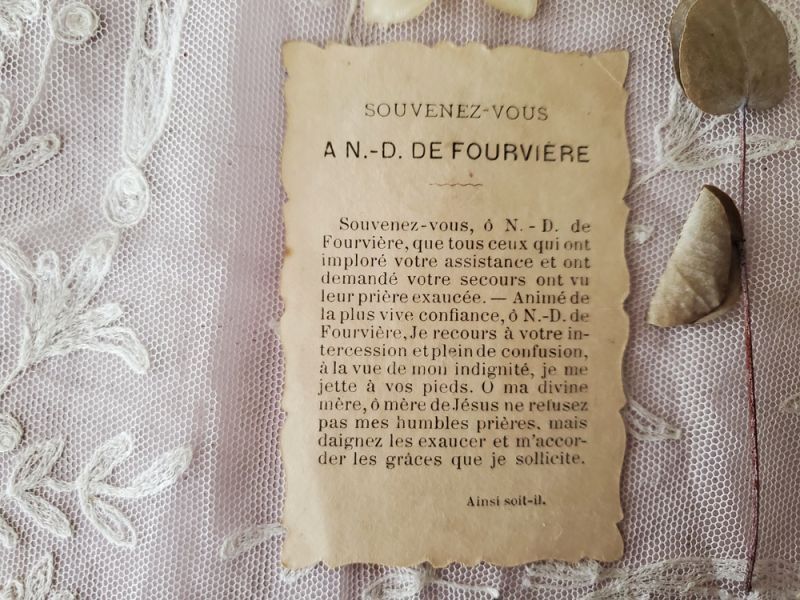 SOUVENEZ-VOUS
A N.-D. DE FOURVIÈRE
Souvenez-vous, ô N. - D. de
Fourvière, que tous ceux qui ont
imploré votre assistance et ont
demandé votre secours ont vu
leur prière exaucée. — Animé de
la plus vive confiance, ô N.-D. de
Fourvière, Je recours à votre in-
tercession et plein de confusion,
à la vue de mon indignité, je me
jette à vos pieds. O ma divine
mère, ô mère de Jésus ne refusez
pas mes humbles prières, mais
daignez les exaucer et m'accor-
der les grâces que je sollicite.
Ainsi soit-il.